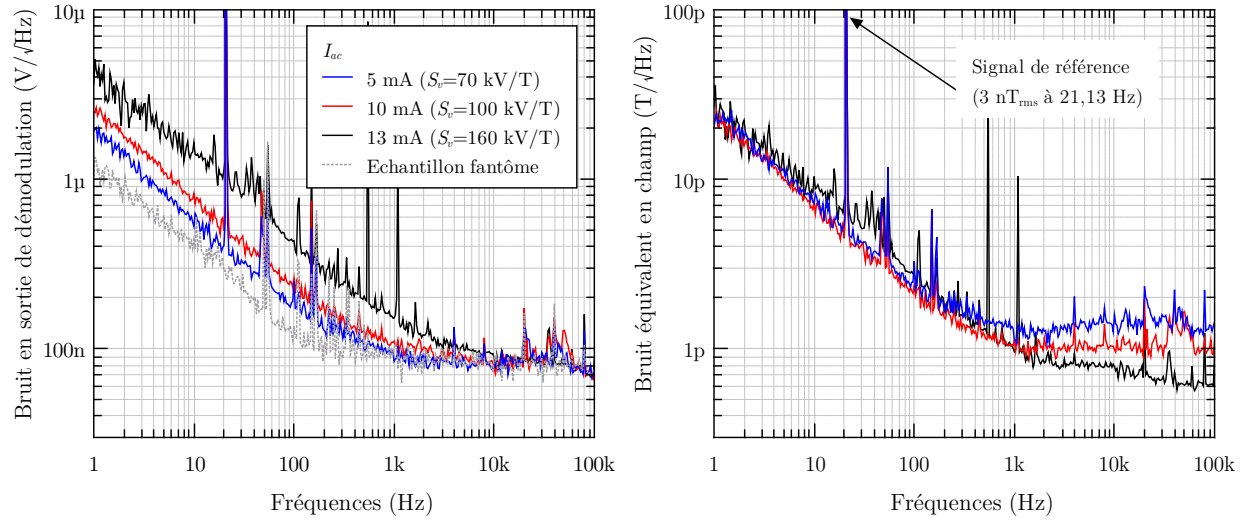 Bruit en sortie de démodulation (V/√Hz)
10µ
1µ
100n
I_ac
5 mA (S_v=70 kV/T)
10 mA (S_v=100 kV/T)
13 mA (S_v=160 kV/T)
Echantillon fantôme
1 10 100 1k 10k 100k
Fréquences (Hz)
Bruit équivalent en champ (T/√Hz)
100p
10p
1p
Signal de référence
(3 nT_rms à 21,13 Hz)
1 10 100 1k 10k 100k
Fréquences (Hz)